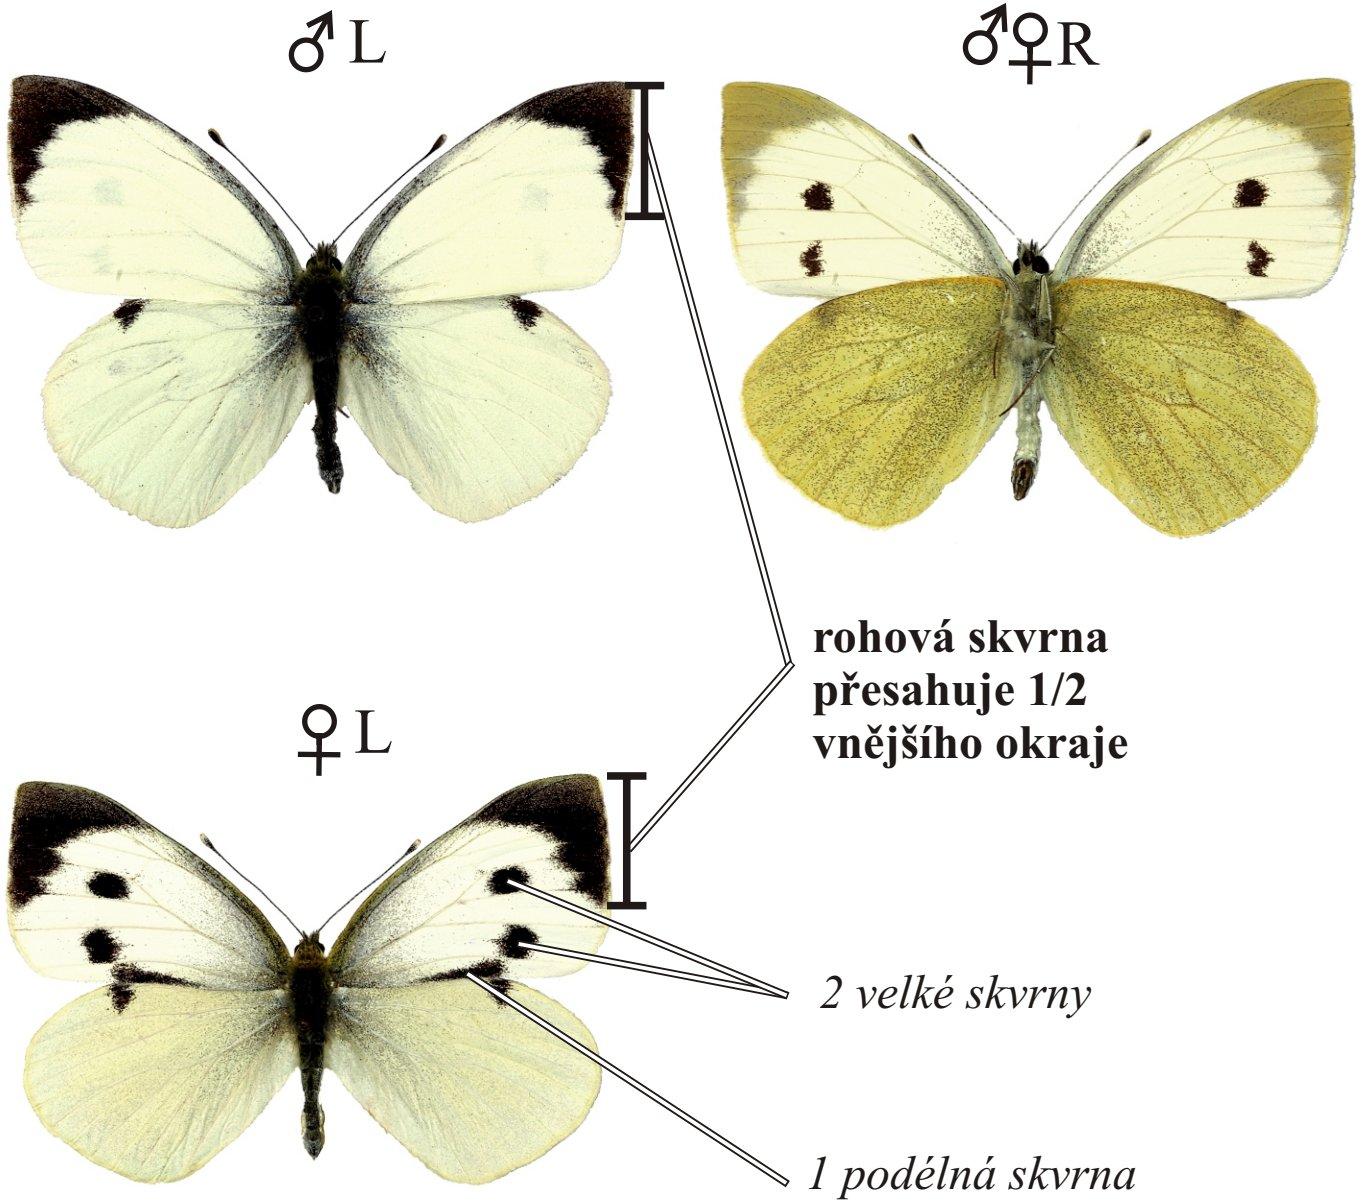 ♂ L
♂♀ R
rohová skvrna
přesahuje 1/2
vnějšího okraje
♀ L
2 velké skvrny
1 podélná skvrna